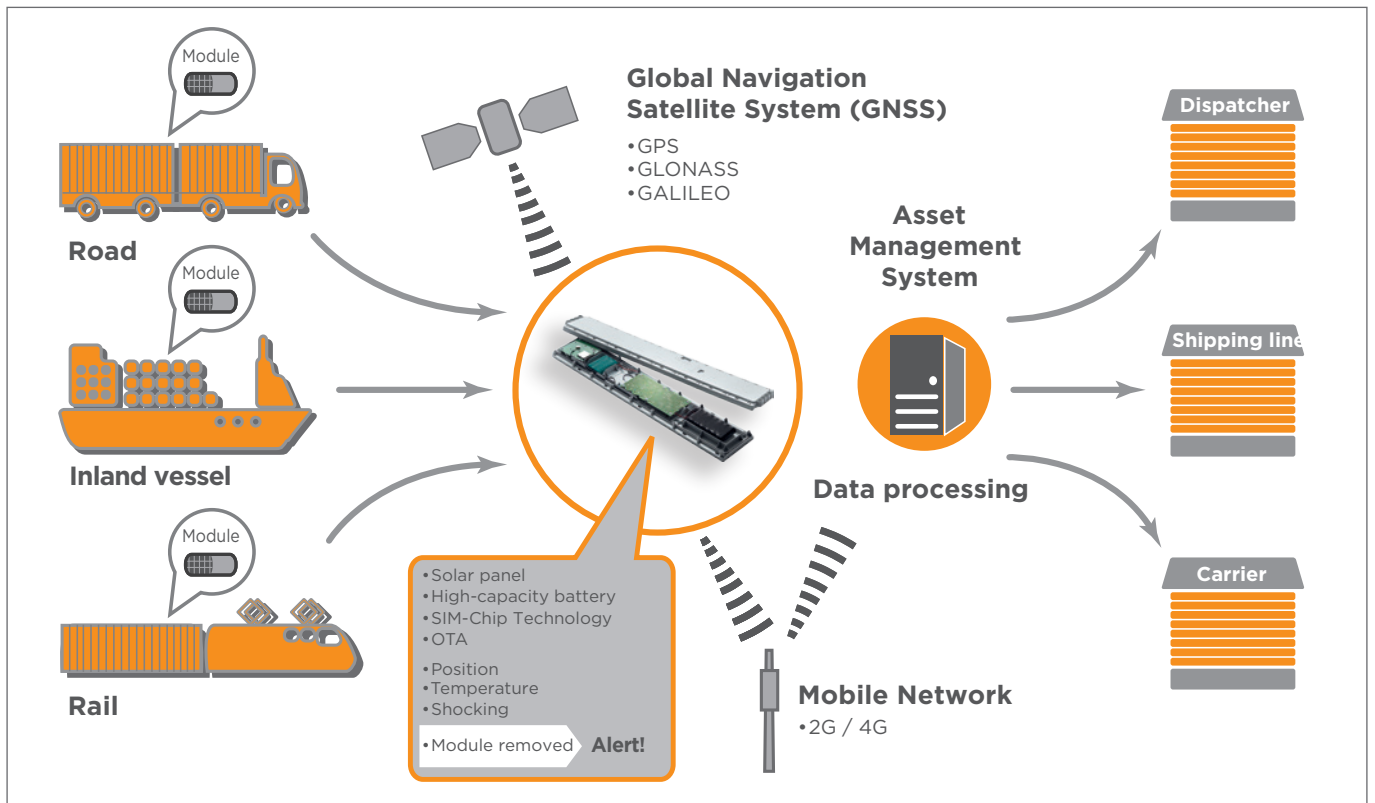 Module
Road
Module
Inland vessel
Module
Rail
Global Navigation
Satellite System (GNSS)
•GPS
•GLONASS
•GALILEO
•Solar panel
•High-capacity battery
•SIM-Chip Technology
•OTA
•Position
•Temperature
•Shocking
•Module removed Alert!
Mobile Network
•2G / 4G
Asset
Management
System
Data processing
Dispatcher
Shipping line
Carrier